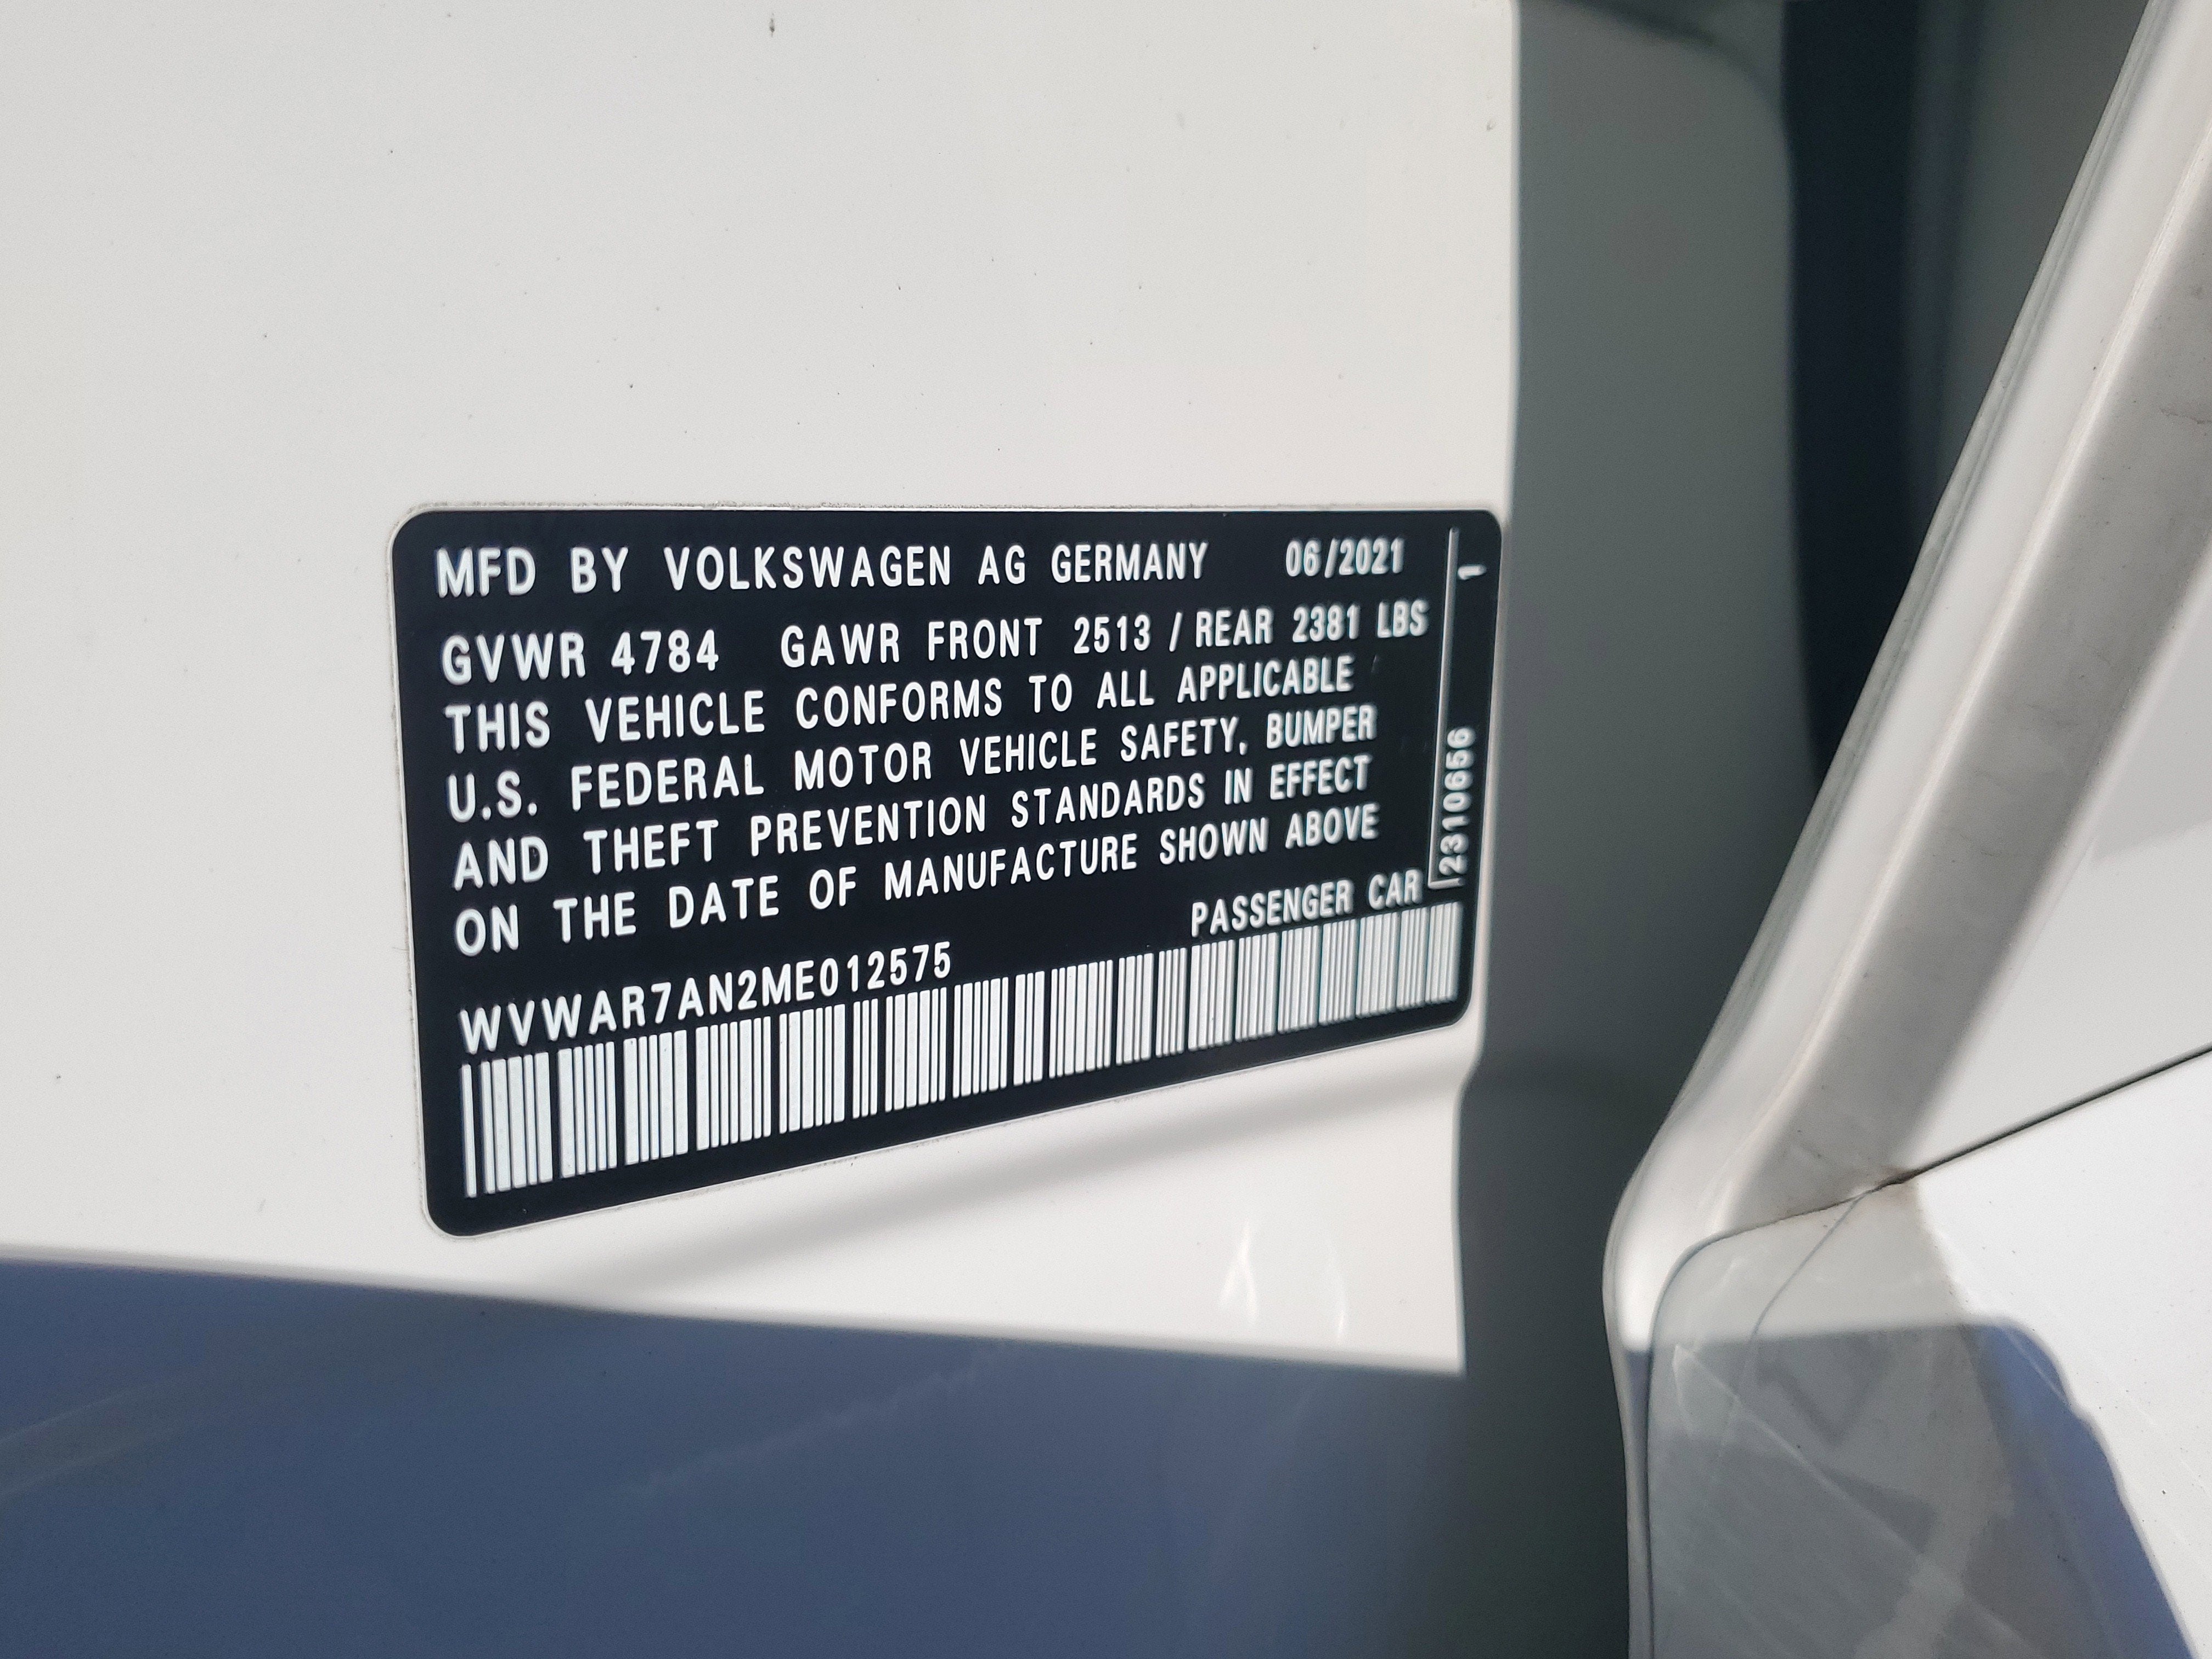 MFD BY VOLKSWAGEN AG GERMANY 06/2021
GVWR 4784 GAWR FRONT 2513 / REAR 2381 LBS
THIS VEHICLE CONFORMS TO ALL APPLICABLE
U.S. FEDERAL MOTOR VEHICLE SAFETY, BUMPER
AND THEFT PREVENTION STANDARDS IN EFFECT
ON THE DATE OF MANUFACTURE SHOWN ABOVE
PASSENGER CAR
WVWAR7AN2ME012575
12310656
1